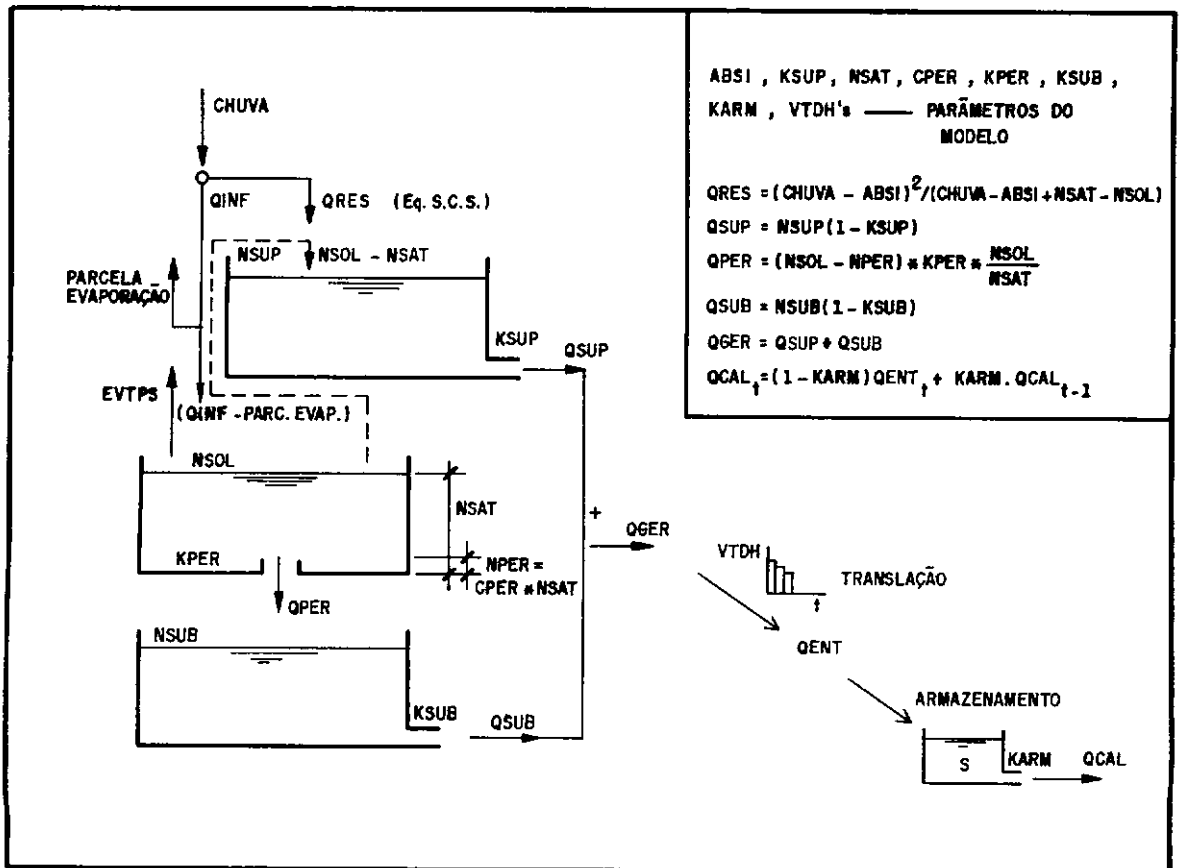 ABSI , KSUP, NSAT, CPER , KPER , KSUB ,
KARM , VTDH's — PARÂMETROS DO
MODELO
QRES = (CHUVA - ABSI)²/(CHUVA-ABSI+NSAT-NSOL)
QSUP = NSUP(1-KSUP)
QPER = (NSOL - NPER) * KPER * NSOL/NSAT
QSUB = NSUB(1-KSUB)
QGER = QSUP + QSUB
QCAL_t = (1-KARM)QENT_t + KARM.QCAL_t-1
CHUVA
QINF
QRES (Eq. S.C.S.)
NSUP
NSOL - NSAT
PARCELA -
EVAPORAÇÃO
KSUP
QSUP
EVTPS
(QINF -PARC. EVAP.)
NSOL
NSAT
KPER
NPER =
CPER * NSAT
QPER
+
QGER
VTDH
t
TRANSLAÇÃO
QENT
NSUB
KSUB
QSUB
ARMAZENAMENTO
S
KARM
QCAL